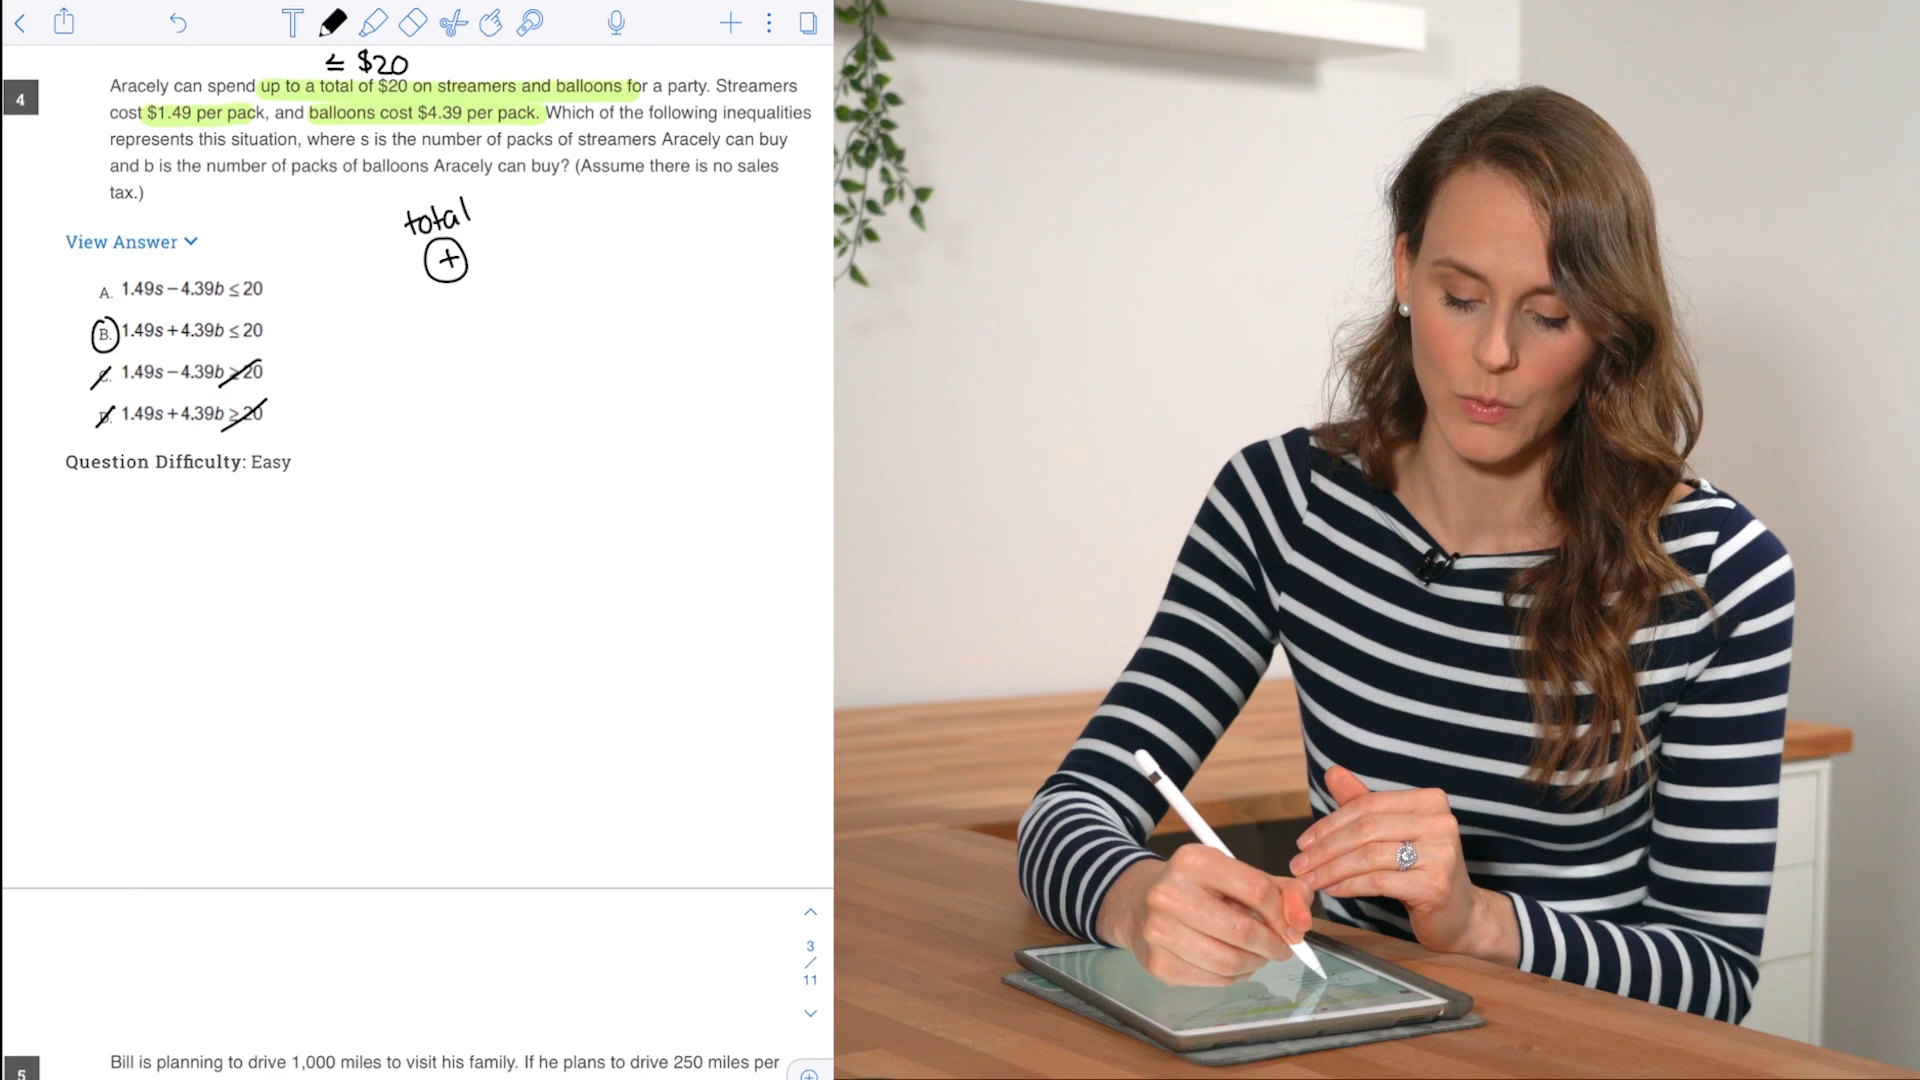 ≤ $20
4
Aracely can spend up to a total of $20 on streamers and balloons for a party. Streamers
cost $1.49 per pack, and balloons cost $4.39 per pack. Which of the following inequalities
represents this situation, where s is the number of packs of streamers Aracely can buy
and b is the number of packs of balloons Aracely can buy? (Assume there is no sales
tax.)
total
+
View Answer
A. 1.49s − 4.39b ≤ 20
B. 1.49s + 4.39b ≤ 20
C. 1.49s − 4.39b ≥ 20
D. 1.49s + 4.39b ≥ 20
Question Difficulty: Easy
3
/
11
5
Bill is planning to drive 1,000 miles to visit his family. If he plans to drive 250 miles per